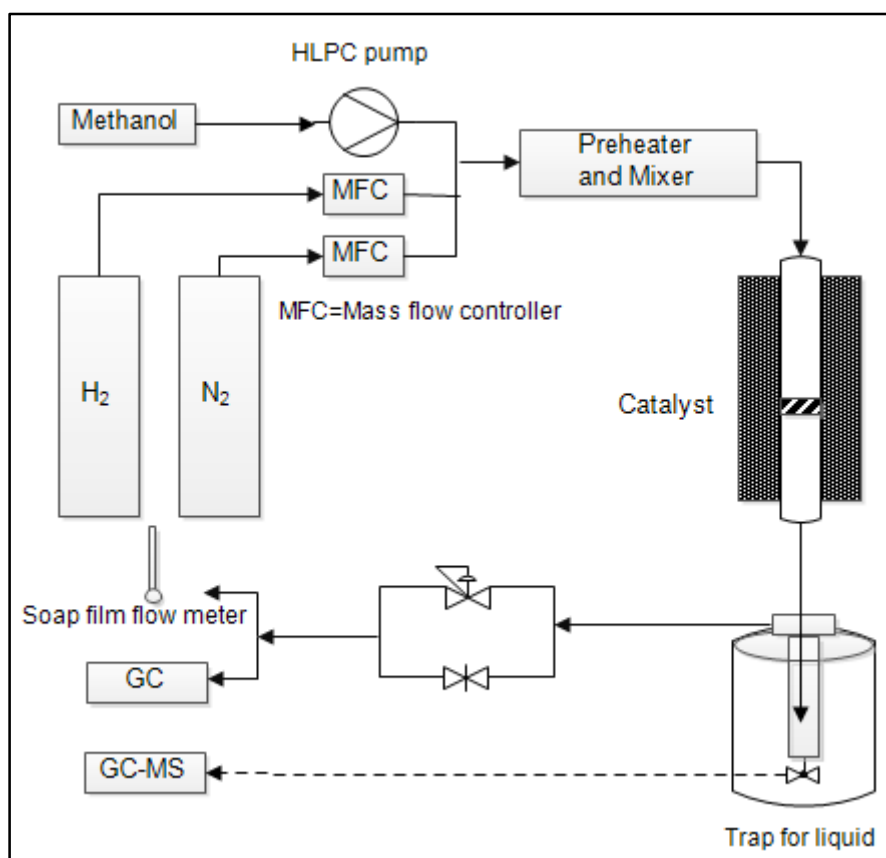 HLPC pump
Methanol
Preheater
and Mixer
MFC
MFC
MFC=Mass flow controller
H₂
N₂
Catalyst
Soap film flow meter
GC
GC-MS
Trap for liquid